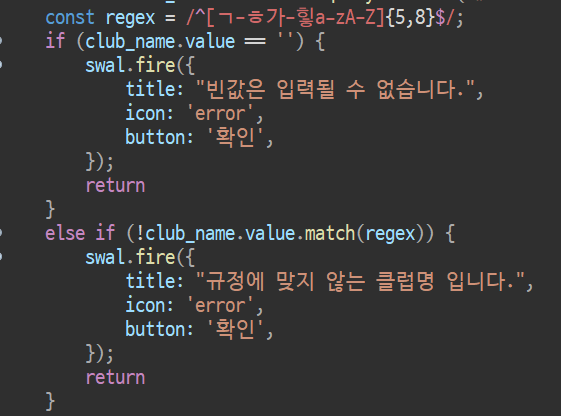 const regex = /^[ㄱ-ㅎ가-힣a-zA-Z]{5,8}$/;
if (club_name.value == '') {
swal.fire({
title: "빈값은 입력될 수 없습니다.",
icon: 'error',
button: '확인',
});
return
}
else if (!club_name.value.match(regex)) {
swal.fire({
title: "규정에 맞지 않는 클럽명 입니다.",
icon: 'error',
button: '확인',
});
return
}